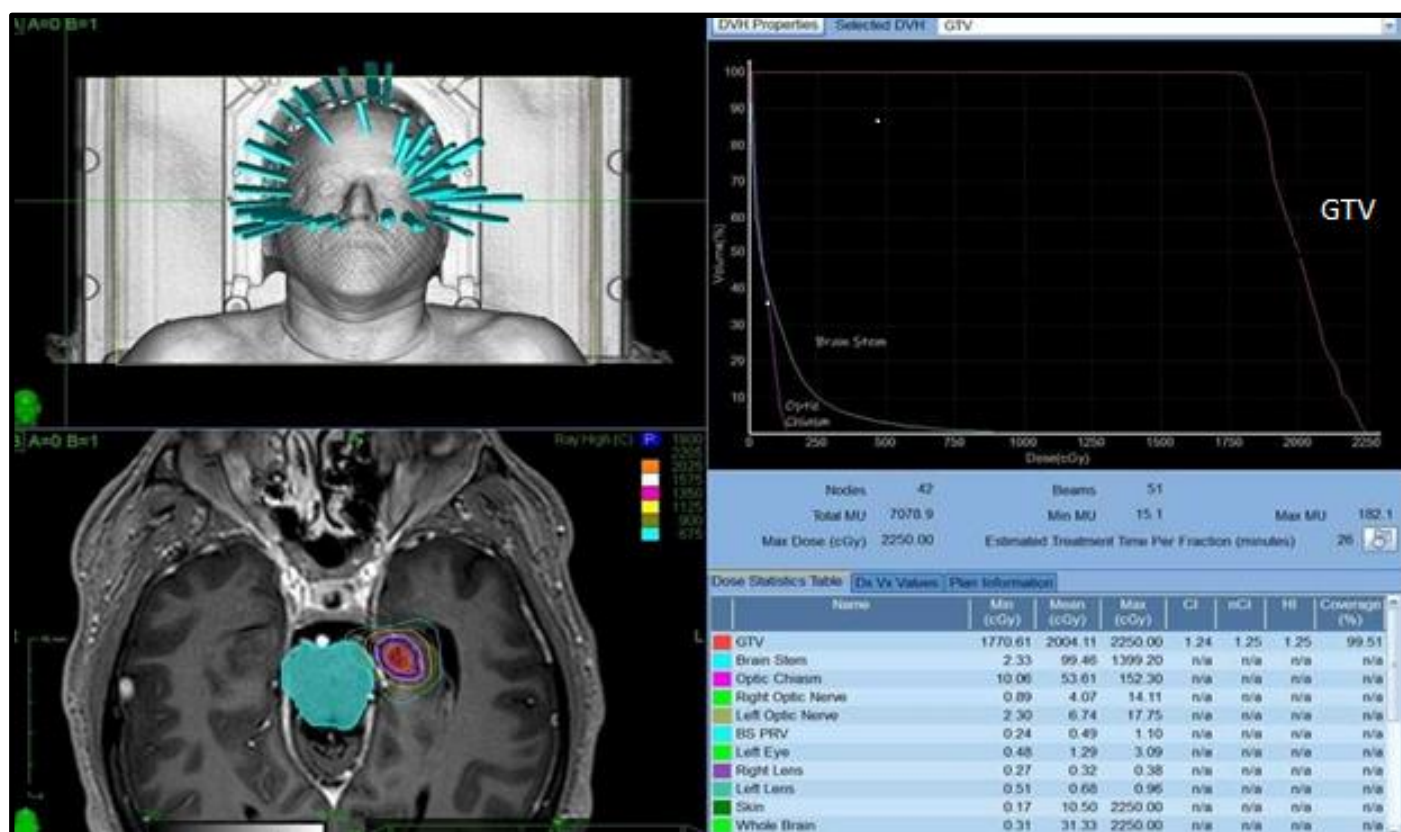 A=0 B=1
DVH Properties Selected DVH GTV
100
90
80
70
60
50
40
30
20
10
Volume(%)
GTV
Brain Stem
Optic
Chiasm
0 250 500 750 1000 1250 1500 1750 2000 2250
Dose(cGy)
A=0 B=1
Ray High (C)
1800
2025
1575
1350
1125
900
675
L
Nodes 42 Beams 51
Total MU 7078.9 Min MU 15.1 Max MU 182.1
Max Dose (cGy) 2250.00 Estimated Treatment Time Per Fraction (minutes) 26
Dose Statistics Table Dx Vx Values Plan Information
Name Min (cGy) Mean (cGy) Max (cGy) CI nCI HI Coverage (%)
GTV 1770.61 2004.11 2250.00 1.24 1.25 1.25 99.51
Brain Stem 2.33 99.46 1399.20 n/a n/a n/a n/a
Optic Chiasm 10.06 53.61 152.30 n/a n/a n/a n/a
Right Optic Nerve 0.89 4.07 14.11 n/a n/a n/a n/a
Left Optic Nerve 2.30 6.74 17.75 n/a n/a n/a n/a
BS PRV 0.24 0.49 1.10 n/a n/a n/a n/a
Left Eye 0.48 1.29 3.09 n/a n/a n/a n/a
Right Lens 0.27 0.32 0.38 n/a n/a n/a n/a
Left Lens 0.51 0.68 0.96 n/a n/a n/a n/a
Skin 0.17 10.50 2250.00 n/a n/a n/a n/a
Whole Brain 0.31 31.33 2250.00 n/a n/a n/a n/a